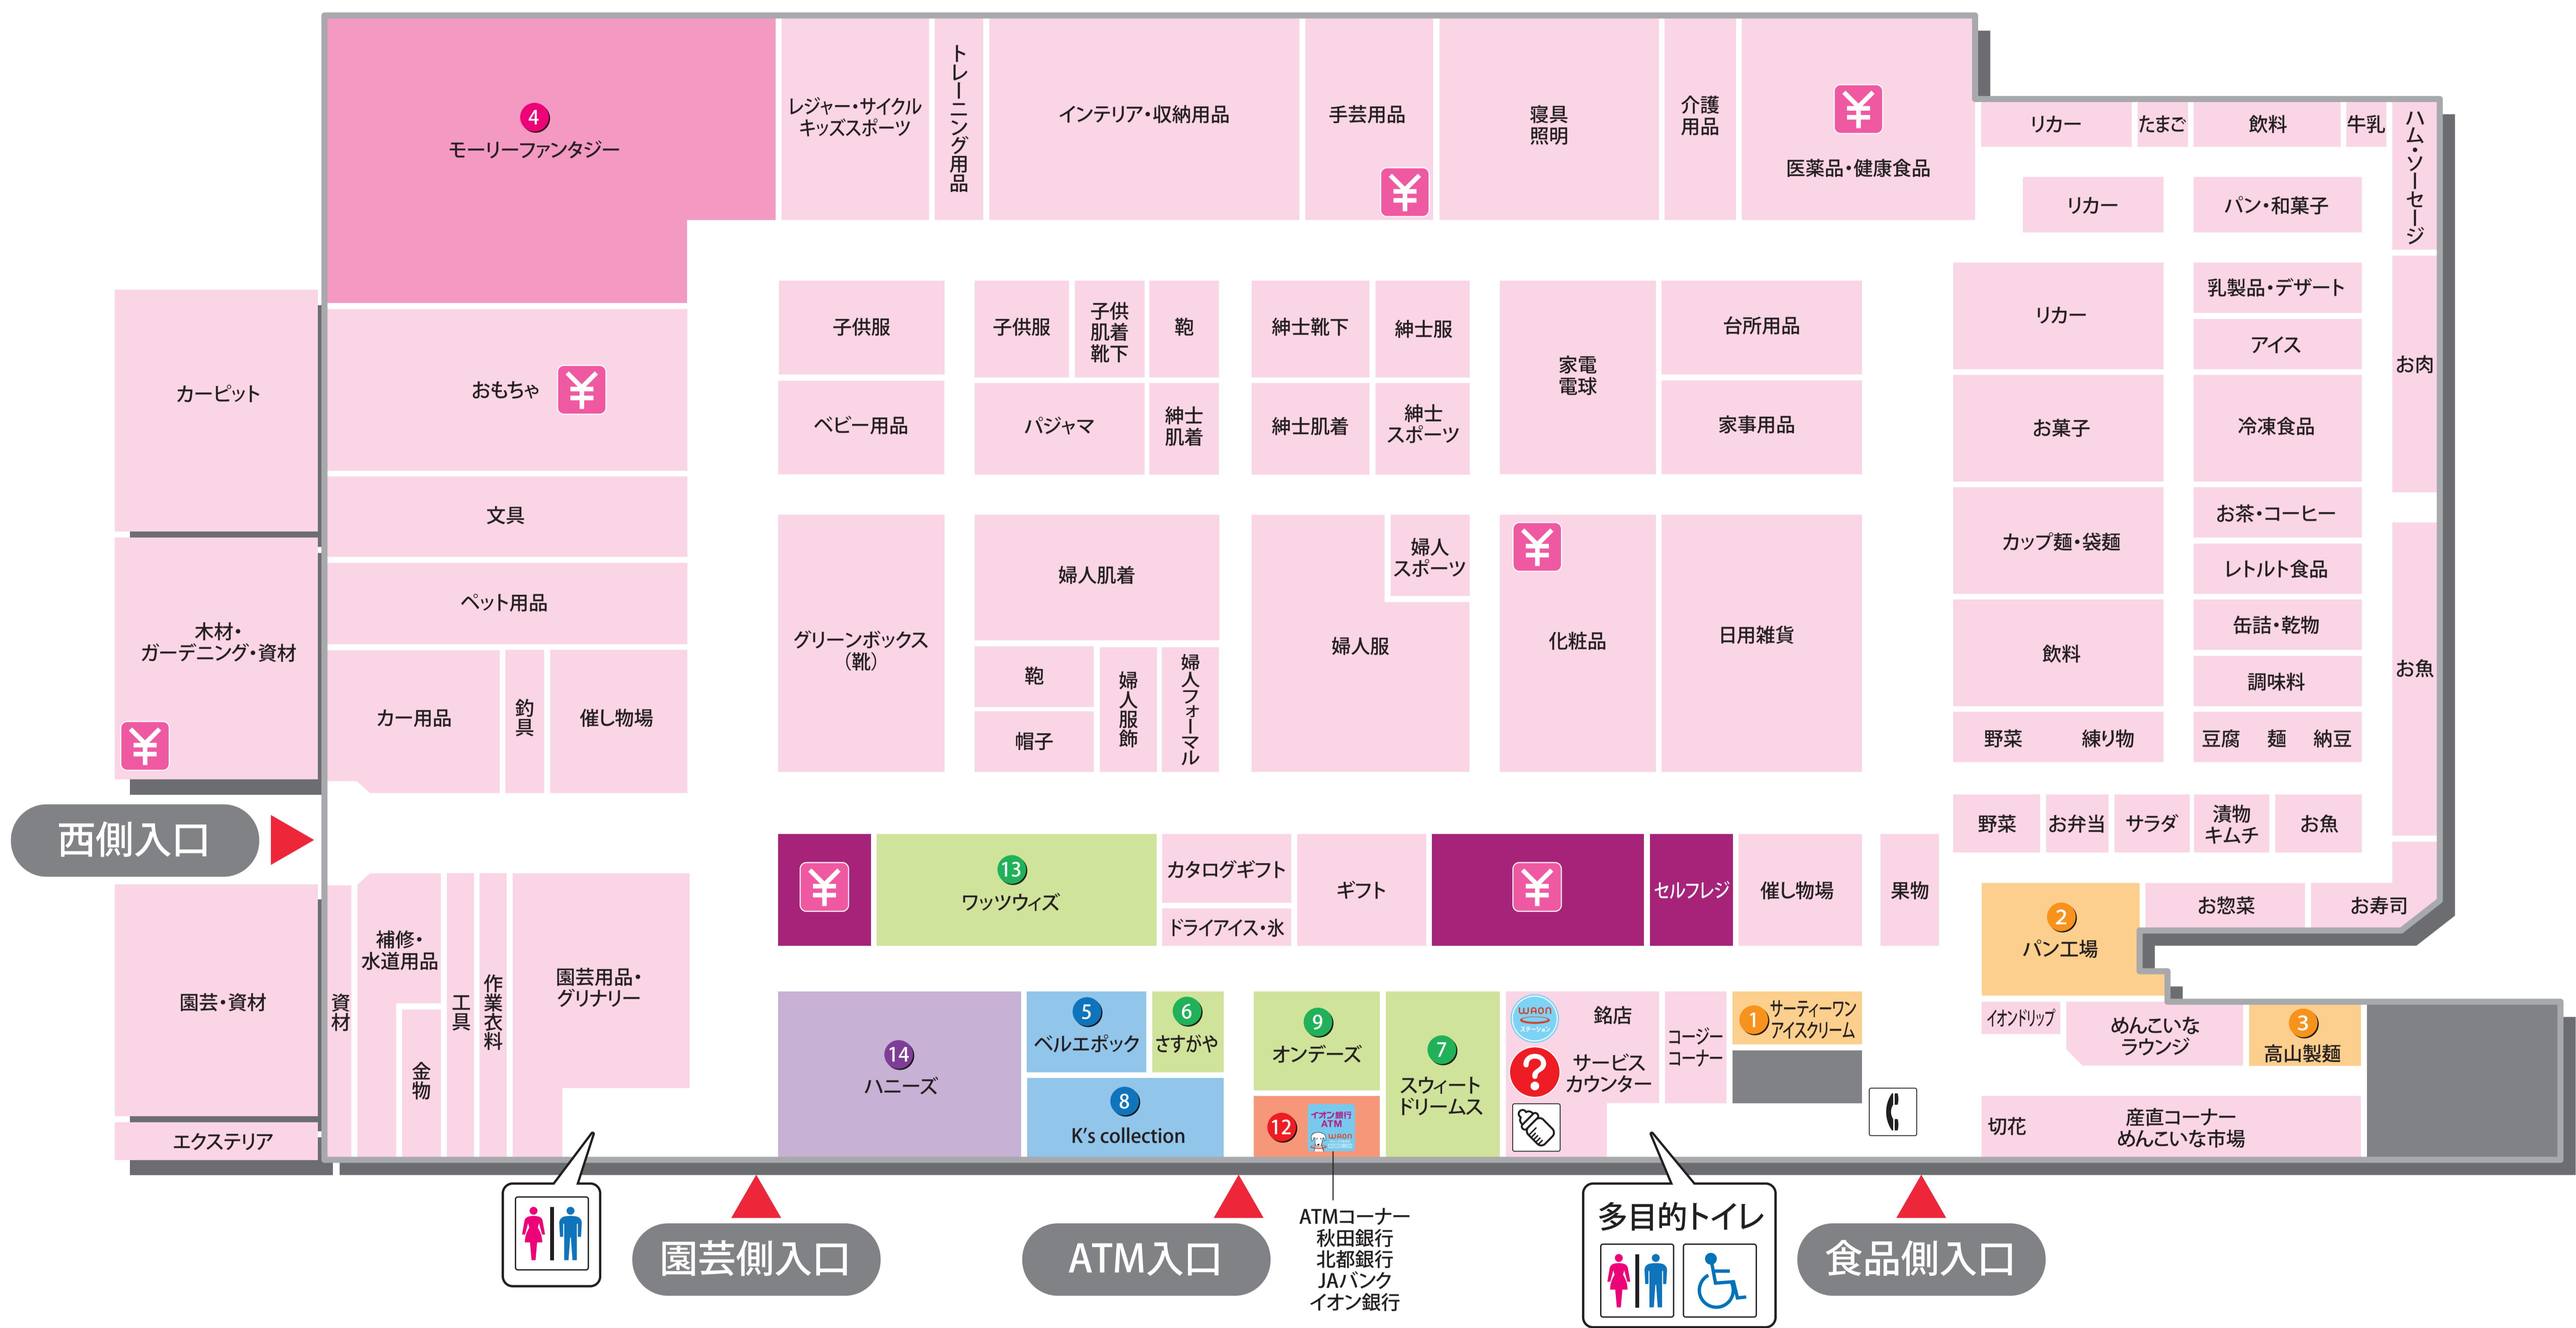 4
モーリーファンタジー
レジャー・サイクル
キッズスポーツ
トレーニング用品
インテリア・収納用品
手芸用品
¥
寝具
照明
介護
用品
¥
医薬品・健康食品
リカー
たまご
飲料
牛乳
ハム・ソーセージ
リカー
パン・和菓子
カーピット
おもちゃ
¥
子供服
子供服
子供
肌着
靴下
鞄
紳士靴下
紳士服
家電
電球
台所用品
リカー
乳製品・デザート
アイス
お肉
ベビー用品
パジャマ
紳士
肌着
紳士肌着
紳士
スポーツ
家事用品
お菓子
冷凍食品
文具
ペット用品
木材・
ガーデニング・資材
¥
カー用品
釣具
催し物場
グリーンボックス
(靴)
婦人肌着
鞄
帽子
婦人服飾
婦人フォーマル
婦人
スポーツ
婦人服
¥
化粧品
日用雑貨
カップ麺・袋麺
お茶・コーヒー
レトルト食品
飲料
缶詰・乾物
調味料
お魚
野菜
練り物
豆腐
麺
納豆
野菜
お弁当
サラダ
漬物
キムチ
お魚
西側入口
¥
13
ワッツウィズ
カタログギフト
ドライアイス・氷
ギフト
¥
セルフレジ
催し物場
果物
2
パン工場
お惣菜
お寿司
園芸・資材
エクステリア
資材
補修・
水道用品
金物
工具
作業衣料
園芸用品・
グリナリー
14
ハニーズ
5
ベルエポック
6
さすがや
8
K's collection
9
オンデーズ
12
イオン銀行
ATM
WAON
7
スウィート
ドリームス
WAON
ステーション
銘店
?
サービス
カウンター
コージー
コーナー
1
サーティーワン
アイスクリーム
イオンドリップ
めんこいな
ラウンジ
3
高山製麺
切花
産直コーナー
めんこいな市場
園芸側入口
ATM入口
ATMコーナー
秋田銀行
北都銀行
JAバンク
イオン銀行
多目的トイレ
食品側入口